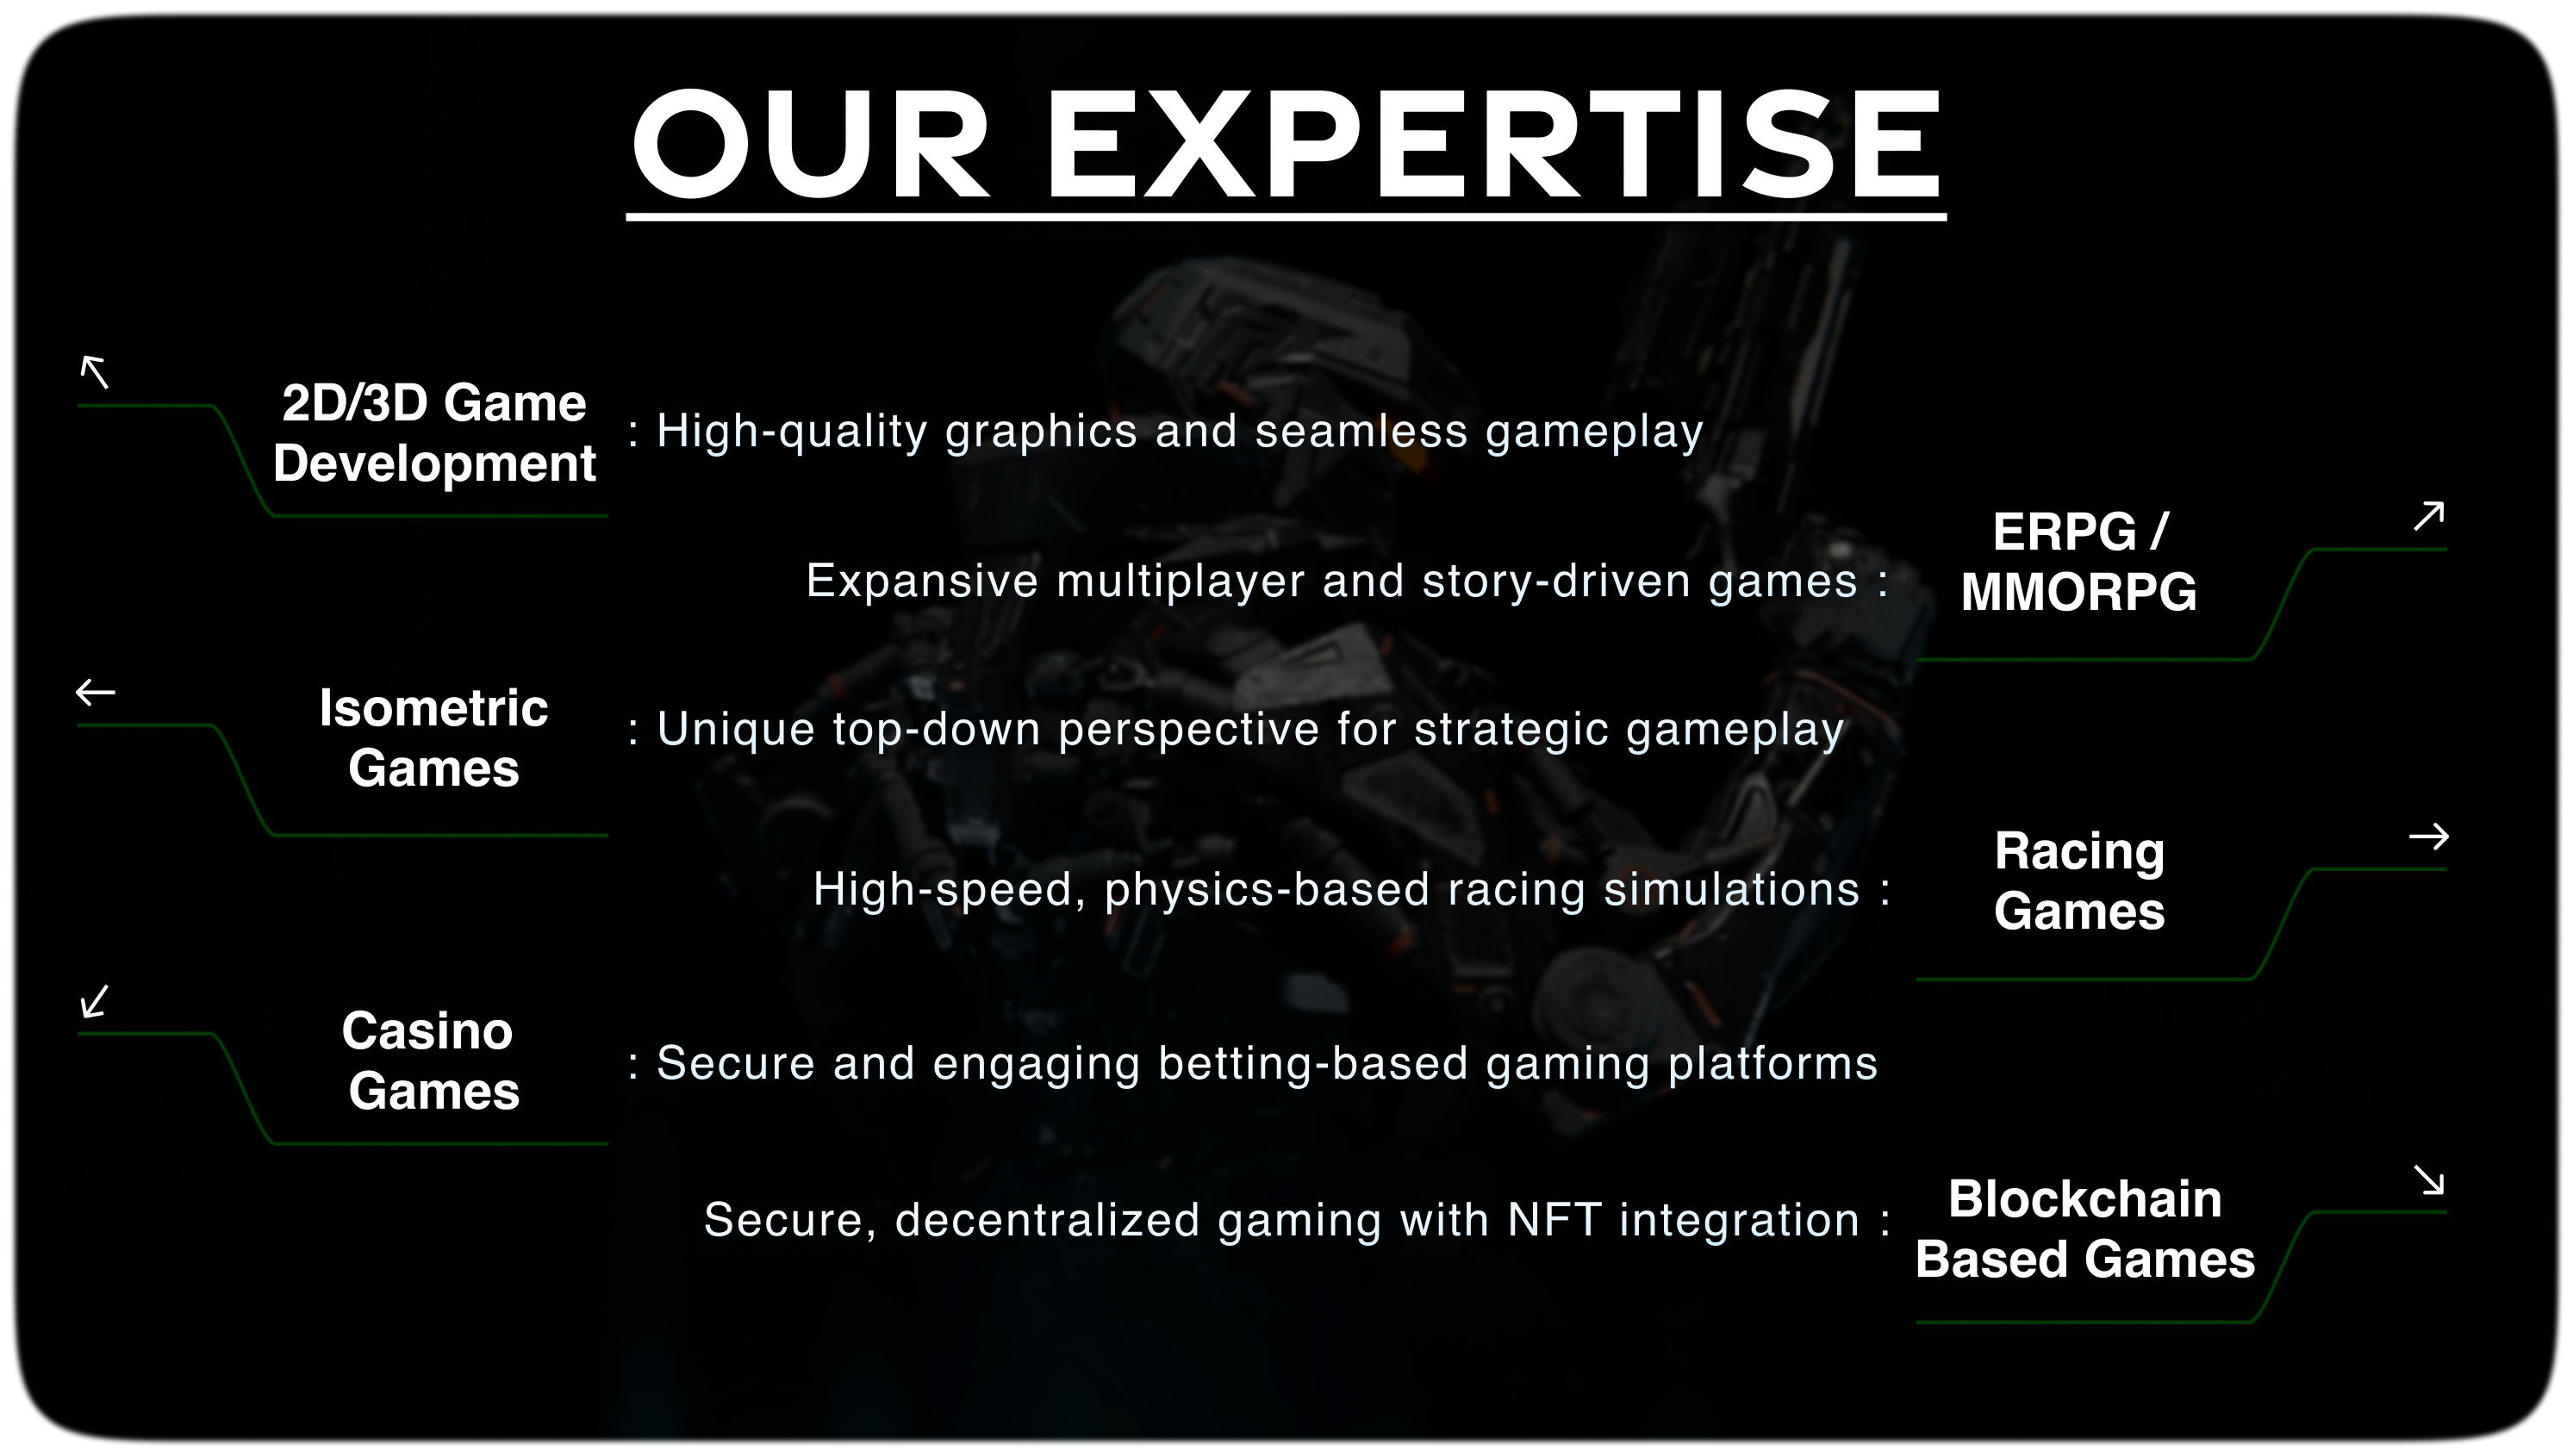 OUR EXPERTISE
2D/3D Game
Development
: High-quality graphics and seamless gameplay
ERPG /
MMORPG
Expansive multiplayer and story-driven games :
Isometric
Games
: Unique top-down perspective for strategic gameplay
Racing
Games
High-speed, physics-based racing simulations :
Casino
Games
: Secure and engaging betting-based gaming platforms
Blockchain
Based Games
Secure, decentralized gaming with NFT integration :